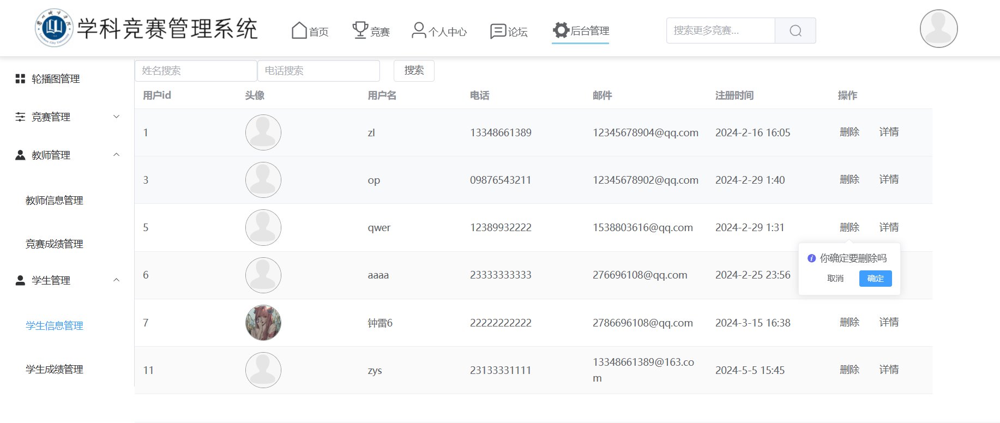 学科竞赛管理系统
首页
竞赛
个人中心
论坛
后台管理
搜索更多竞赛...
轮播图管理
竞赛管理
教师管理
教师信息管理
竞赛成绩管理
学生管理
学生信息管理
学生成绩管理
姓名搜索 电话搜索 搜索
用户id 头像 用户名 电话 邮件 注册时间 操作
1 zl 13348661389 12345678904@qq.com 2024-2-16 16:05 删除 详情
3 op 09876543211 12345678902@qq.com 2024-2-29 1:40 删除 详情
5 qwer 12389932222 1538803616@qq.com 2024-2-29 1:31 删除 详情
你确定要删除吗
取消 确定
6 aaaa 23333333333 276696108@qq.com 2024-2-25 23:56
7 钟雷6 22222222222 2786696108@qq.com 2024-3-15 16:38 删除 详情
11 zys 23133331111 13348661389@163.co
m 2024-5-5 15:45 删除 详情